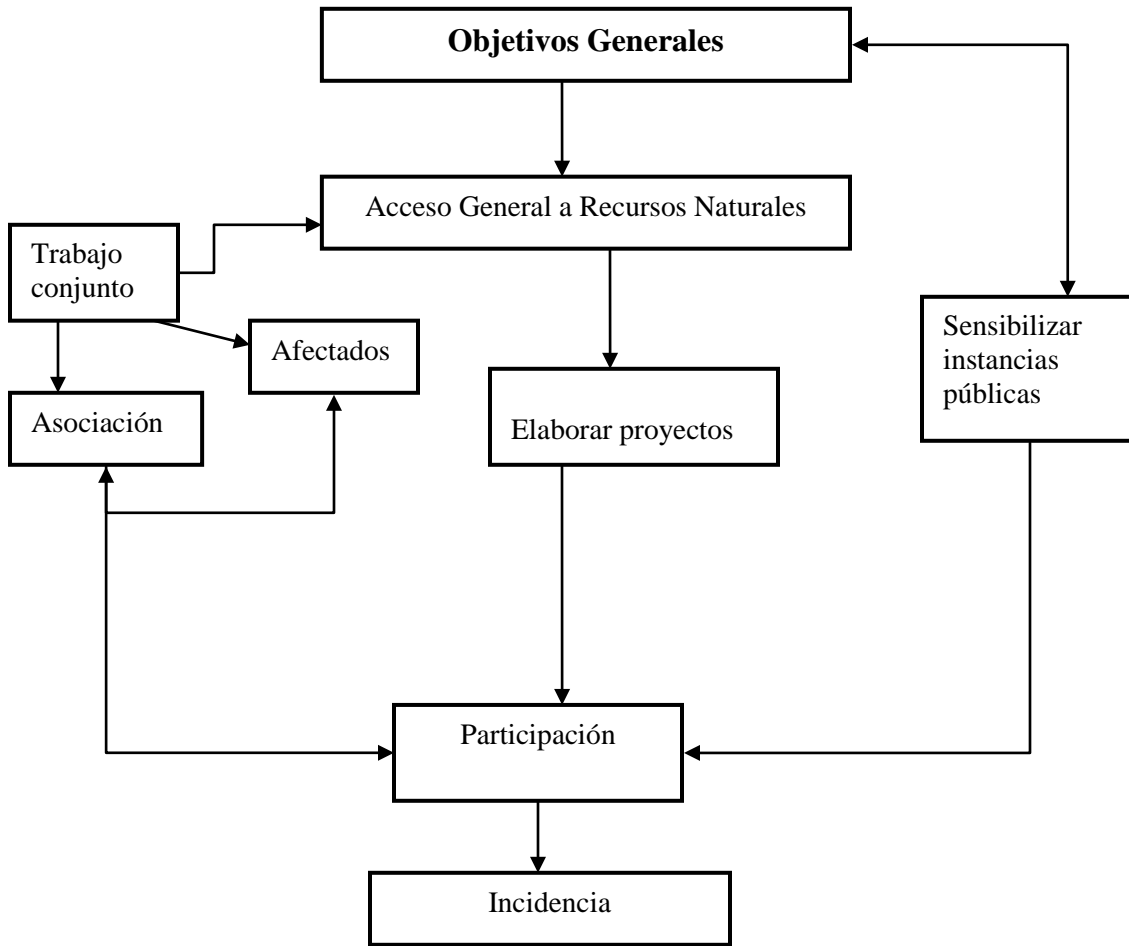 Objetivos Generales
Acceso General a Recursos Naturales
Trabajo
conjunto
Afectados
Asociación
Elaborar proyectos
Sensibilizar
instancias
públicas
Participación
Incidencia